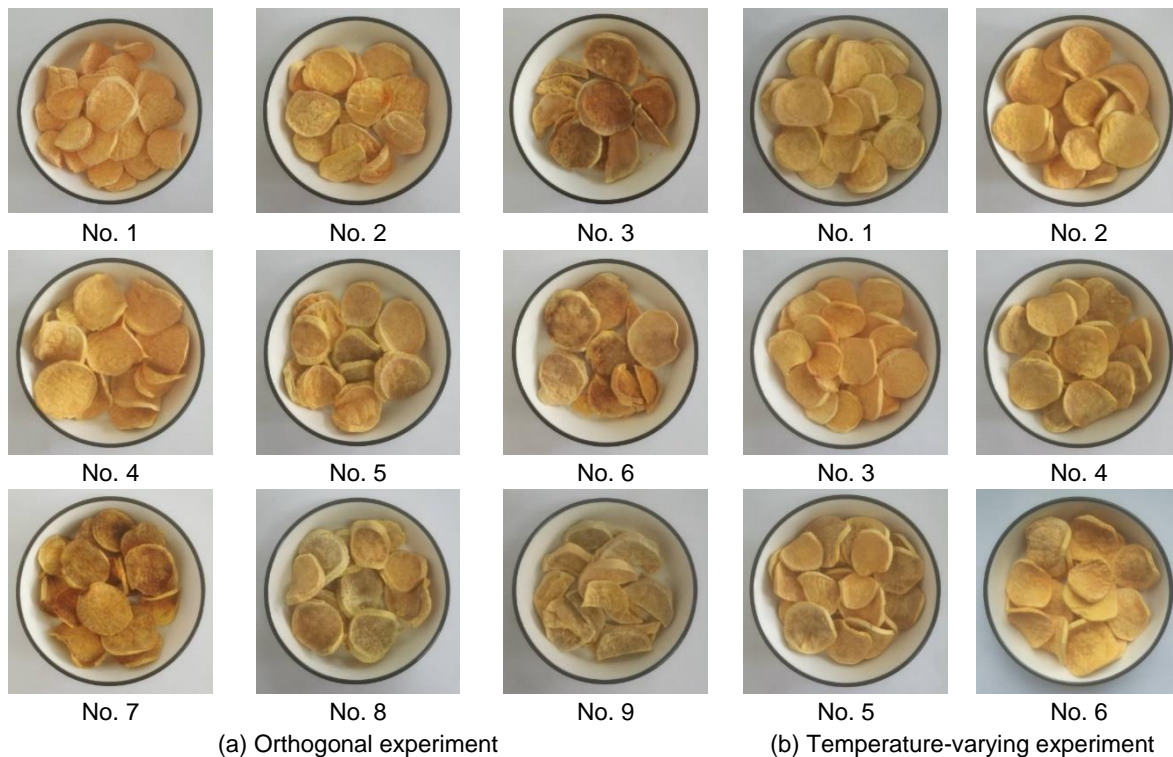 No. 1 No. 2 No. 3 No. 1 No. 2
No. 4 No. 5 No. 6 No. 3 No. 4
No. 7 No. 8 No. 9 No. 5 No. 6
(a) Orthogonal experiment (b) Temperature-varying experiment